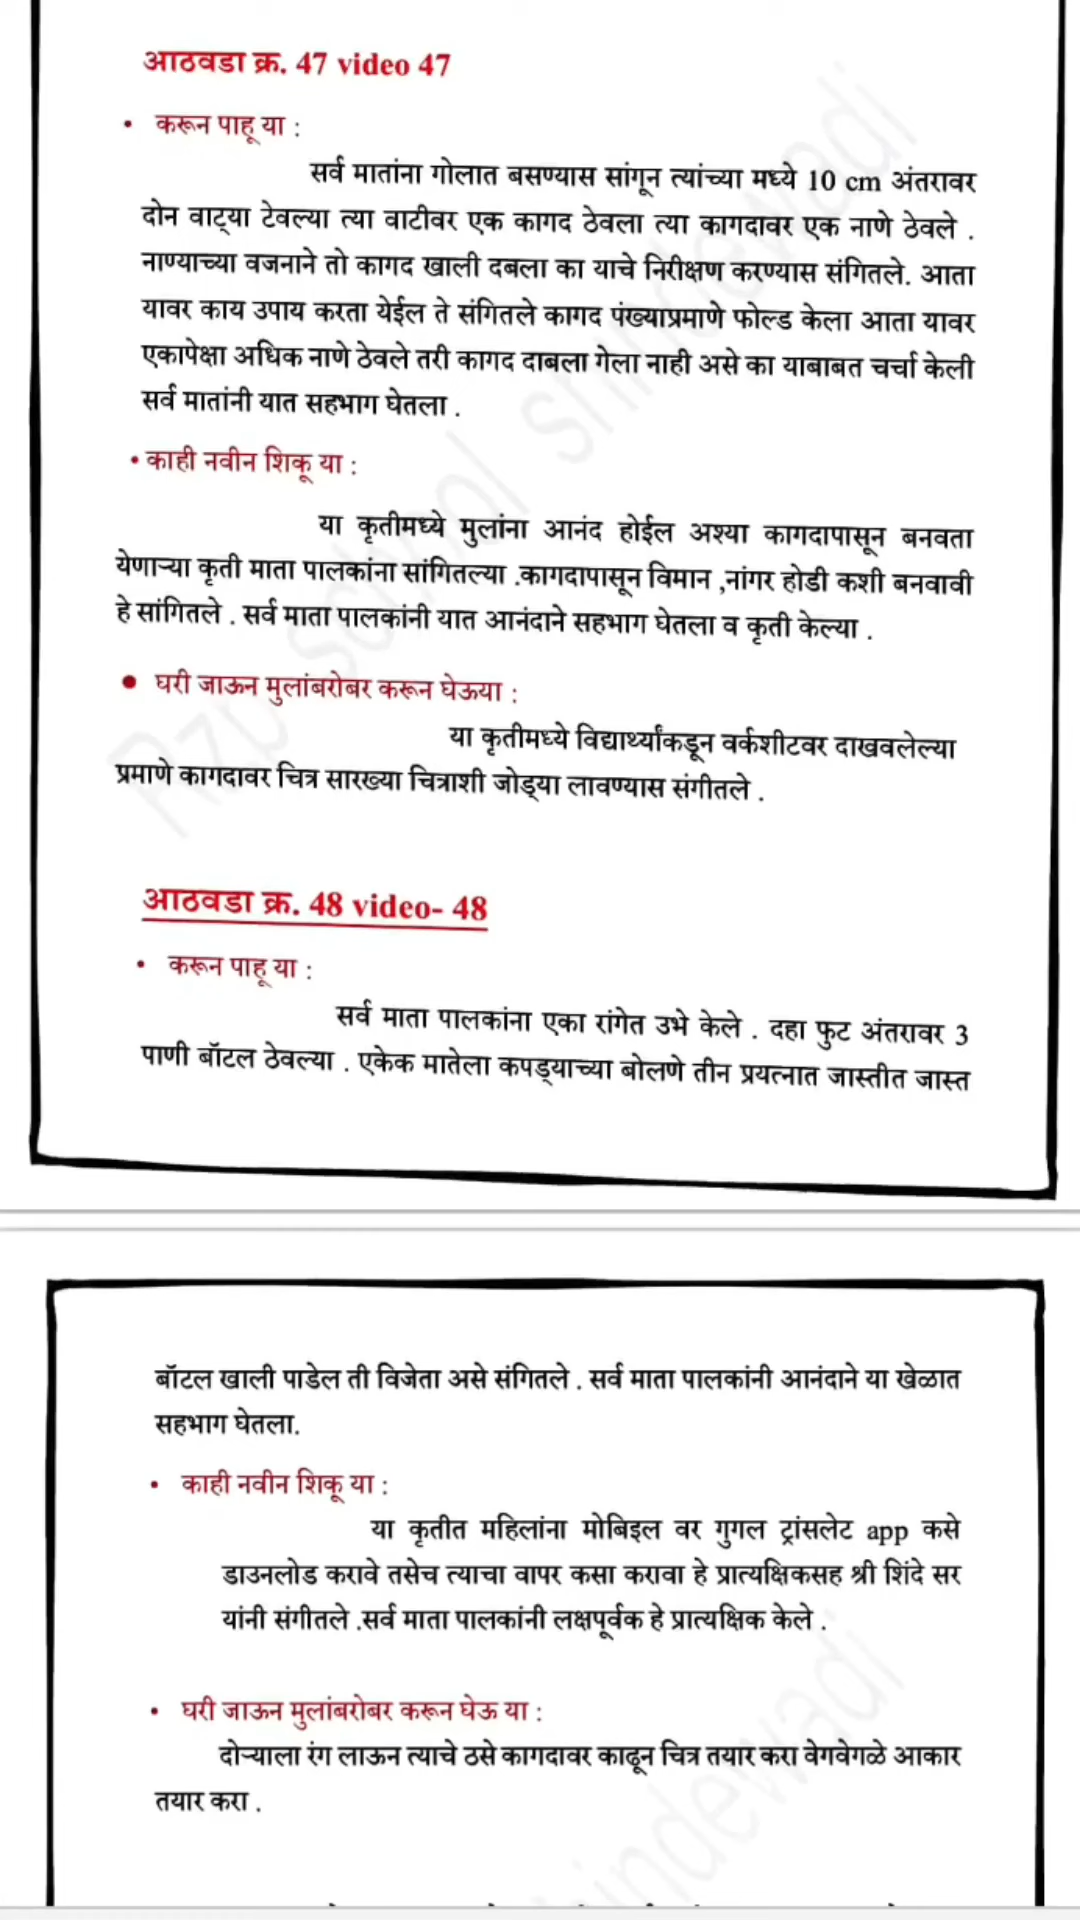 आठवडा क्र. 47 video 47
• करून पाहू या :
सर्व मातांना गोलात बसण्यास सांगून त्यांच्या मध्ये 10 cm अंतरावर
दोन वाट्या टेवल्या त्या वाटीवर एक कागद ठेवला त्या कागदावर एक नाणे ठेवले .
नाण्याच्या वजनाने तो कागद खाली दबला का याचे निरीक्षण करण्यास संगितले. आता
यावर काय उपाय करता येईल ते संगितले कागद पंख्याप्रमाणे फोल्ड केला आता यावर
एकापेक्षा अधिक नाणे ठेवले तरी कागद दाबला गेला नाही असे का याबाबत चर्चा केली
सर्व मातांनी यात सहभाग घेतला .
• काही नवीन शिकू या :
या कृतीमध्ये मुलांना आनंद होईल अश्या कागदापासून बनवता
येणाऱ्या कृती माता पालकांना सांगितल्या .कागदापासून विमान ,नांगर होडी कशी बनवावी
हे सांगितले . सर्व माता पालकांनी यात आनंदाने सहभाग घेतला व कृती केल्या .
• घरी जाऊन मुलांबरोबर करून घेऊया :
या कृतीमध्ये विद्यार्थ्यांकडून वर्कशीटवर दाखवलेल्या
प्रमाणे कागदावर चित्र सारख्या चित्राशी जोड्या लावण्यास संगीतले .
आठवडा क्र. 48 video- 48
• करून पाहू या :
सर्व माता पालकांना एका रांगेत उभे केले . दहा फुट अंतरावर 3
पाणी बॉटल ठेवल्या . एकेक मातेला कपड्याच्या बोलणे तीन प्रयत्नात जास्तीत जास्त
बॉटल खाली पाडेल ती विजेता असे संगितले . सर्व माता पालकांनी आनंदाने या खेळात
सहभाग घेतला.
• काही नवीन शिकू या :
या कृतीत महिलांना मोबिइल वर गुगल ट्रांसलेट app कसे
डाउनलोड करावे तसेच त्याचा वापर कसा करावा हे प्रात्यक्षिकसह श्री शिंदे सर
यांनी संगीतले .सर्व माता पालकांनी लक्षपूर्वक हे प्रात्यक्षिक केले .
• घरी जाऊन मुलांबरोबर करून घेऊ या :
दोऱ्याला रंग लाऊन त्याचे ठसे कागदावर काढून चित्र तयार करा वेगवेगळे आकार
तयार करा .
Rzp school shindewadi
hindewadi